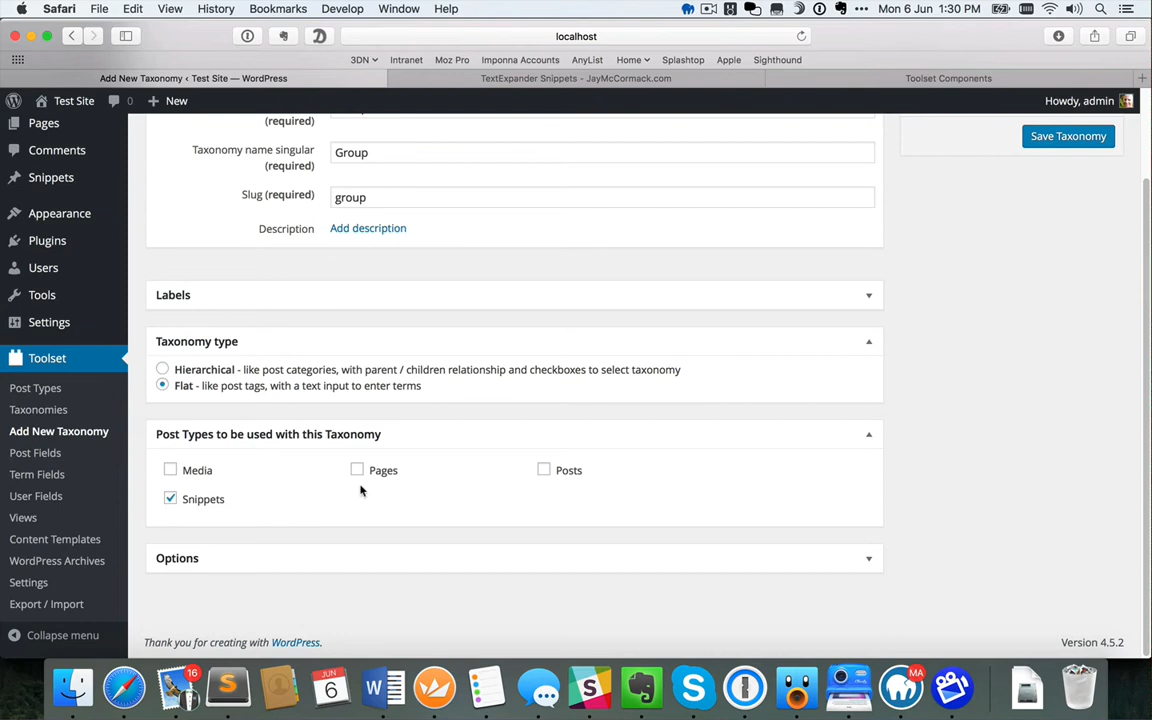 Safari File Edit View History Bookmarks Develop Window Help Mon 6 Jun 1:30 PM
localhost
3DN Intranet Moz Pro Imponna Accounts AnyList Home Splashtop Apple Sighthound
Add New Taxonomy ‹ Test Site — WordPress TextExpander Snippets - JayMcCormack.com Toolset Components
Test Site 0 New Howdy, admin
Pages
Comments
Snippets
Appearance
Plugins
Users
Tools
Settings
Toolset
Post Types
Taxonomies
Add New Taxonomy
Post Fields
Term Fields
User Fields
Views
Content Templates
WordPress Archives
Settings
Export / Import
Collapse menu
(required)
Taxonomy name singular
(required)
Group
Slug (required) group
Description Add description
Save Taxonomy
Labels
Taxonomy type
Hierarchical - like post categories, with parent / children relationship and checkboxes to select taxonomy
Flat - like post tags, with a text input to enter terms
Post Types to be used with this Taxonomy
Media Pages Posts
Snippets
Options
Thank you for creating with WordPress. Version 4.5.2
16
JUN
6
MA